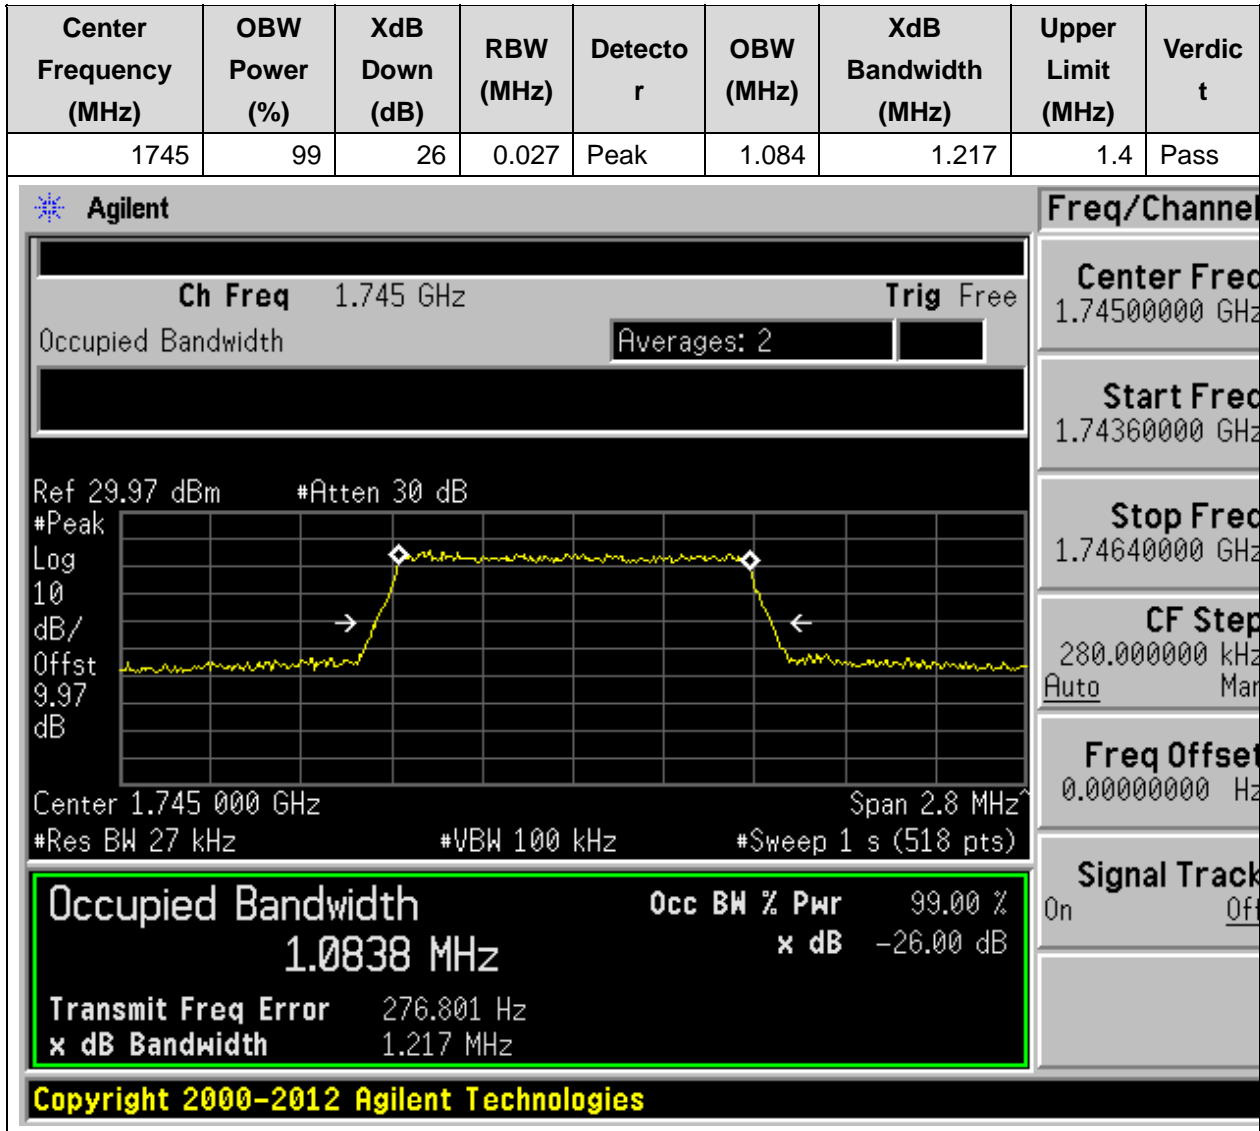 Center Frequency (MHz) OBW Power (%) XdB Down (dB) RBW (MHz) Detecto r OBW (MHz) XdB Bandwidth (MHz) Upper Limit (MHz) Verdic t
1745 99 26 0.027 Peak 1.084 1.217 1.4 Pass
Agilent
Ch Freq 1.745 GHz Trig Free
Occupied Bandwidth Averages: 2
Ref 29.97 dBm #Atten 30 dB
#Peak
Log
10
dB/
Offst
9.97
dB
Center 1.745 000 GHz Span 2.8 MHz^
#Res BW 27 kHz #VBW 100 kHz #Sweep 1 s (518 pts)
Occupied Bandwidth Occ BW % Pwr 99.00 %
1.0838 MHz x dB -26.00 dB
Transmit Freq Error 276.801 Hz
x dB Bandwidth 1.217 MHz
Copyright 2000-2012 Agilent Technologies
Freq/Channel
Center Freq
1.74500000 GHz
Start Freq
1.74360000 GHz
Stop Freq
1.74640000 GHz
CF Step
280.000000 kHz
Auto Man
Freq Offset
0.00000000 Hz
Signal Track
On Off